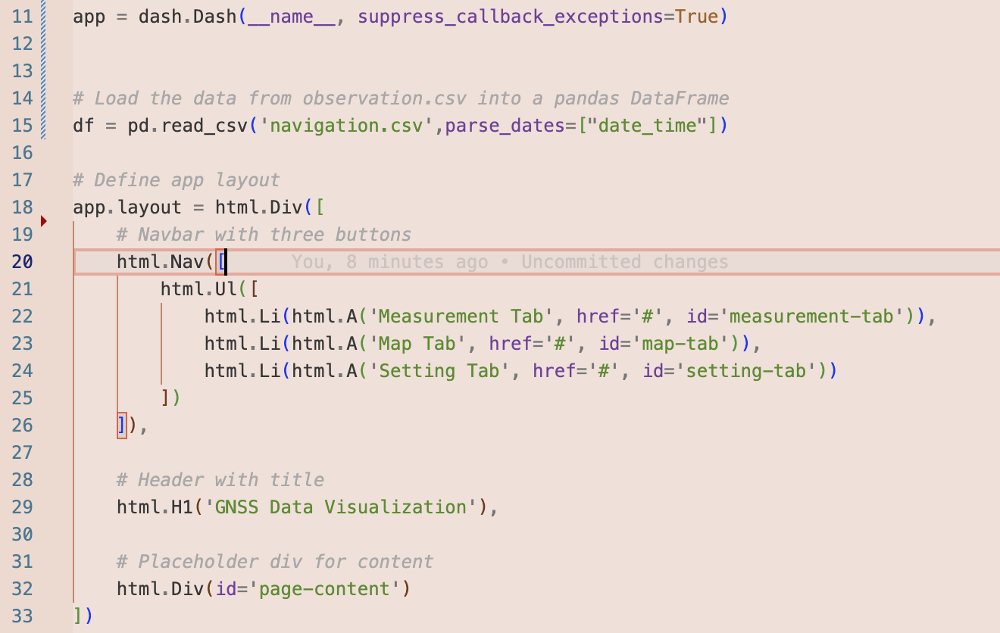 11 app = dash.Dash(__name__, suppress_callback_exceptions=True)
12
13
14 # Load the data from observation.csv into a pandas DataFrame
15 df = pd.read_csv('navigation.csv',parse_dates=["date_time"])
16
17 # Define app layout
18 app.layout = html.Div([
19     # Navbar with three buttons
20     html.Nav([      You, 8 minutes ago • Uncommitted changes
21         html.Ul([
22             html.Li(html.A('Measurement Tab', href='#', id='measurement-tab')),
23             html.Li(html.A('Map Tab', href='#', id='map-tab')),
24             html.Li(html.A('Setting Tab', href='#', id='setting-tab'))
25         ])
26     ]),
27
28     # Header with title
29     html.H1('GNSS Data Visualization'),
30
31     # Placeholder div for content
32     html.Div(id='page-content')
33 ])